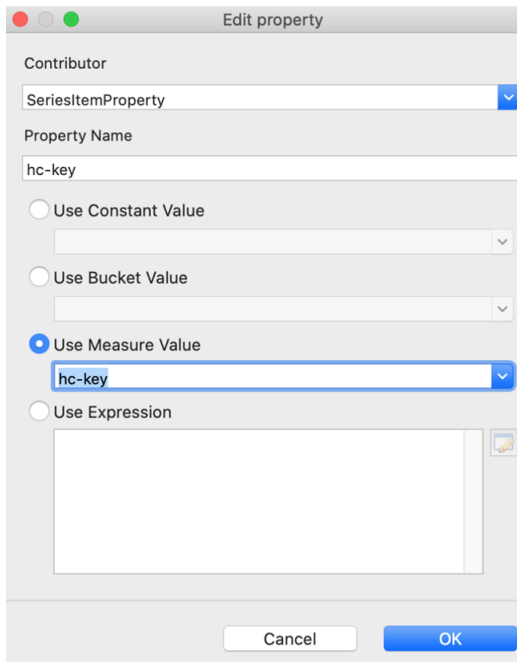 Edit property
Contributor
SeriesItemProperty
Property Name
hc-key
Use Constant Value
Use Bucket Value
Use Measure Value
hc-key
Use Expression
Cancel
OK